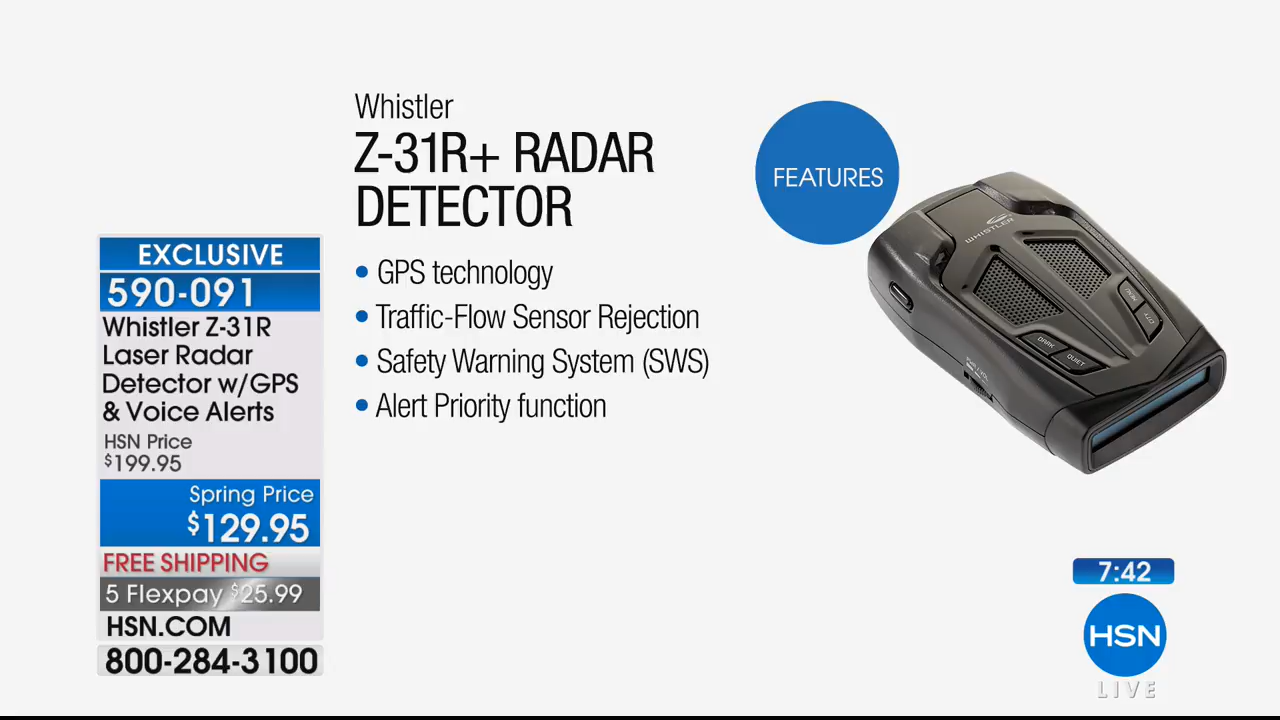 Whistler
Z-31R+ RADAR
DETECTOR
• GPS technology
• Traffic-Flow Sensor Rejection
• Safety Warning System (SWS)
• Alert Priority function
FEATURES
WHISTLER
CITY
DARK
QUIET
EXCLUSIVE
590-091
Whistler Z-31R
Laser Radar
Detector w/GPS
& Voice Alerts
HSN Price
$199.95
Spring Price
$129.95
FREE SHIPPING
5 Flexpay $25.99
HSN.COM
800-284-3100
7:42
HSN
LIVE